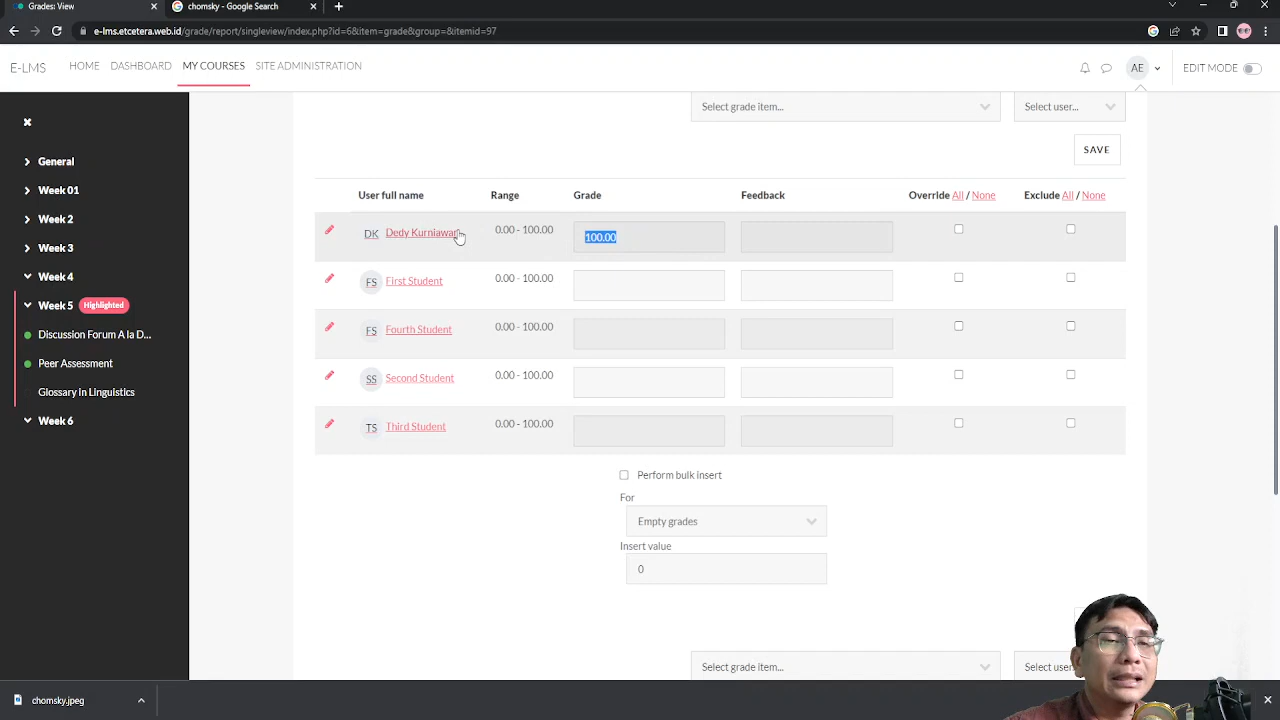 Grades: View
chomsky - Google Search
e-lms.etcetera.web.id/grade/report/singleview/index.php?id=6&item=grade&group=&itemid=97
E-LMS HOME DASHBOARD MY COURSES SITE ADMINISTRATION AE EDIT MODE
Select grade item... Select user...
SAVE
General
Week 01
Week 2
Week 3
Week 4
Week 5 Highlighted
Discussion Forum A la D...
Peer Assessment
Glossary in Linguistics
Week 6
User full name Range Grade Feedback Override All / None Exclude All / None
DK Dedy Kurniawan 0.00 - 100.00 100.00
FS First Student 0.00 - 100.00
FS Fourth Student 0.00 - 100.00
SS Second Student 0.00 - 100.00
TS Third Student 0.00 - 100.00
Perform bulk insert
For
Empty grades
Insert value
0
Select grade item... Select user...
chomsky.jpeg